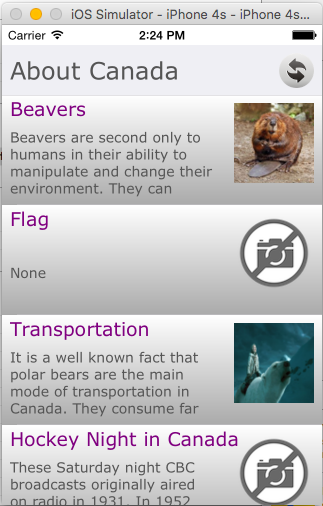 iOS Simulator - iPhone 4s - iPhone 4s...
Carrier 2:24 PM
About Canada
Beavers
Beavers are second only to
humans in their ability to
manipulate and change their
environment. They can
Flag
None
Transportation
It is a well known fact that
polar bears are the main
mode of transportation in
Canada. They consume far
Hockey Night in Canada
These Saturday night CBC
broadcasts originally aired
on radio in 1931. In 1952